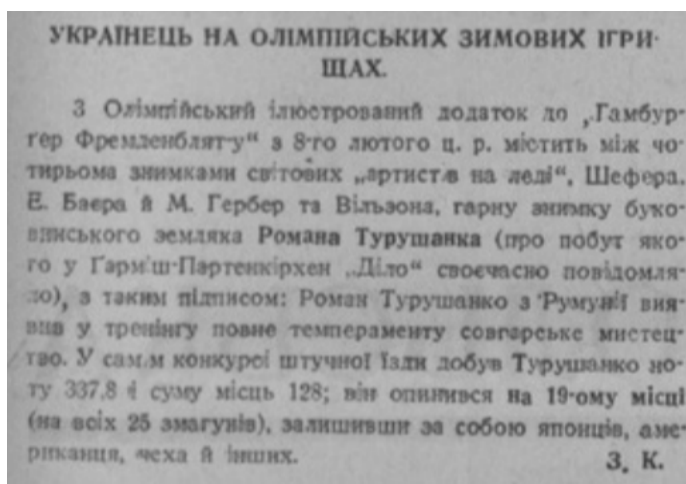 УКРАЇНЕЦЬ НА ОЛІМПІЙСЬКИХ ЗИМОВИХ ІГРИ-
ЩАХ.
3 Олімпійський ілюстрований додаток до „Гамбур-
ґер Фремденблят-у“ з 8-го лютого ц. р. містить між чо-
тирьома знимками світових „артистів на леді“, Шефера,
Е. Баєра й М. Гербер та Вільзона, гарну знимку буко-
винського земляка Романа Турушанка (про побут яко-
го у Ґарміш-Партенкірхен „Діло“ своєчасно повідомля-
ло), з таким підписом: Роман Турушанко з Румунії вия-
вив у тренінґу повне темпераменту совгарське мистец-
тво. У самім конкурсі штучної їзди добув Турушанко но-
ту 337.8 і суму місць 128; він опинився на 19-ому місці
(на всіх 25 змагунів), залишивши за собою японців, аме-
риканця, чеха й інших.
З. К.